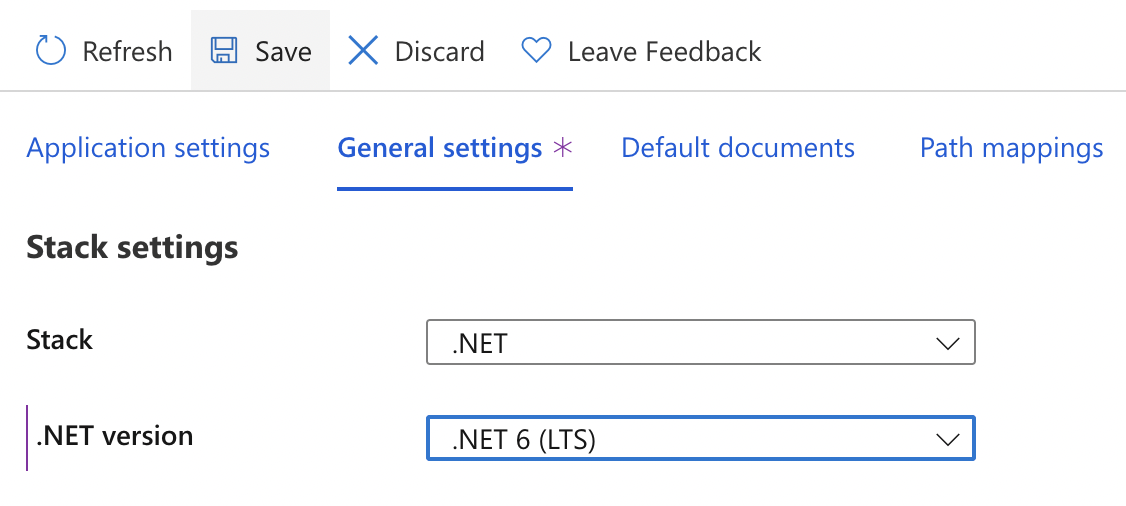 Refresh Save Discard Leave Feedback
Application settings General settings * Default documents Path mappings
Stack settings
Stack .NET
.NET version .NET 6 (LTS)